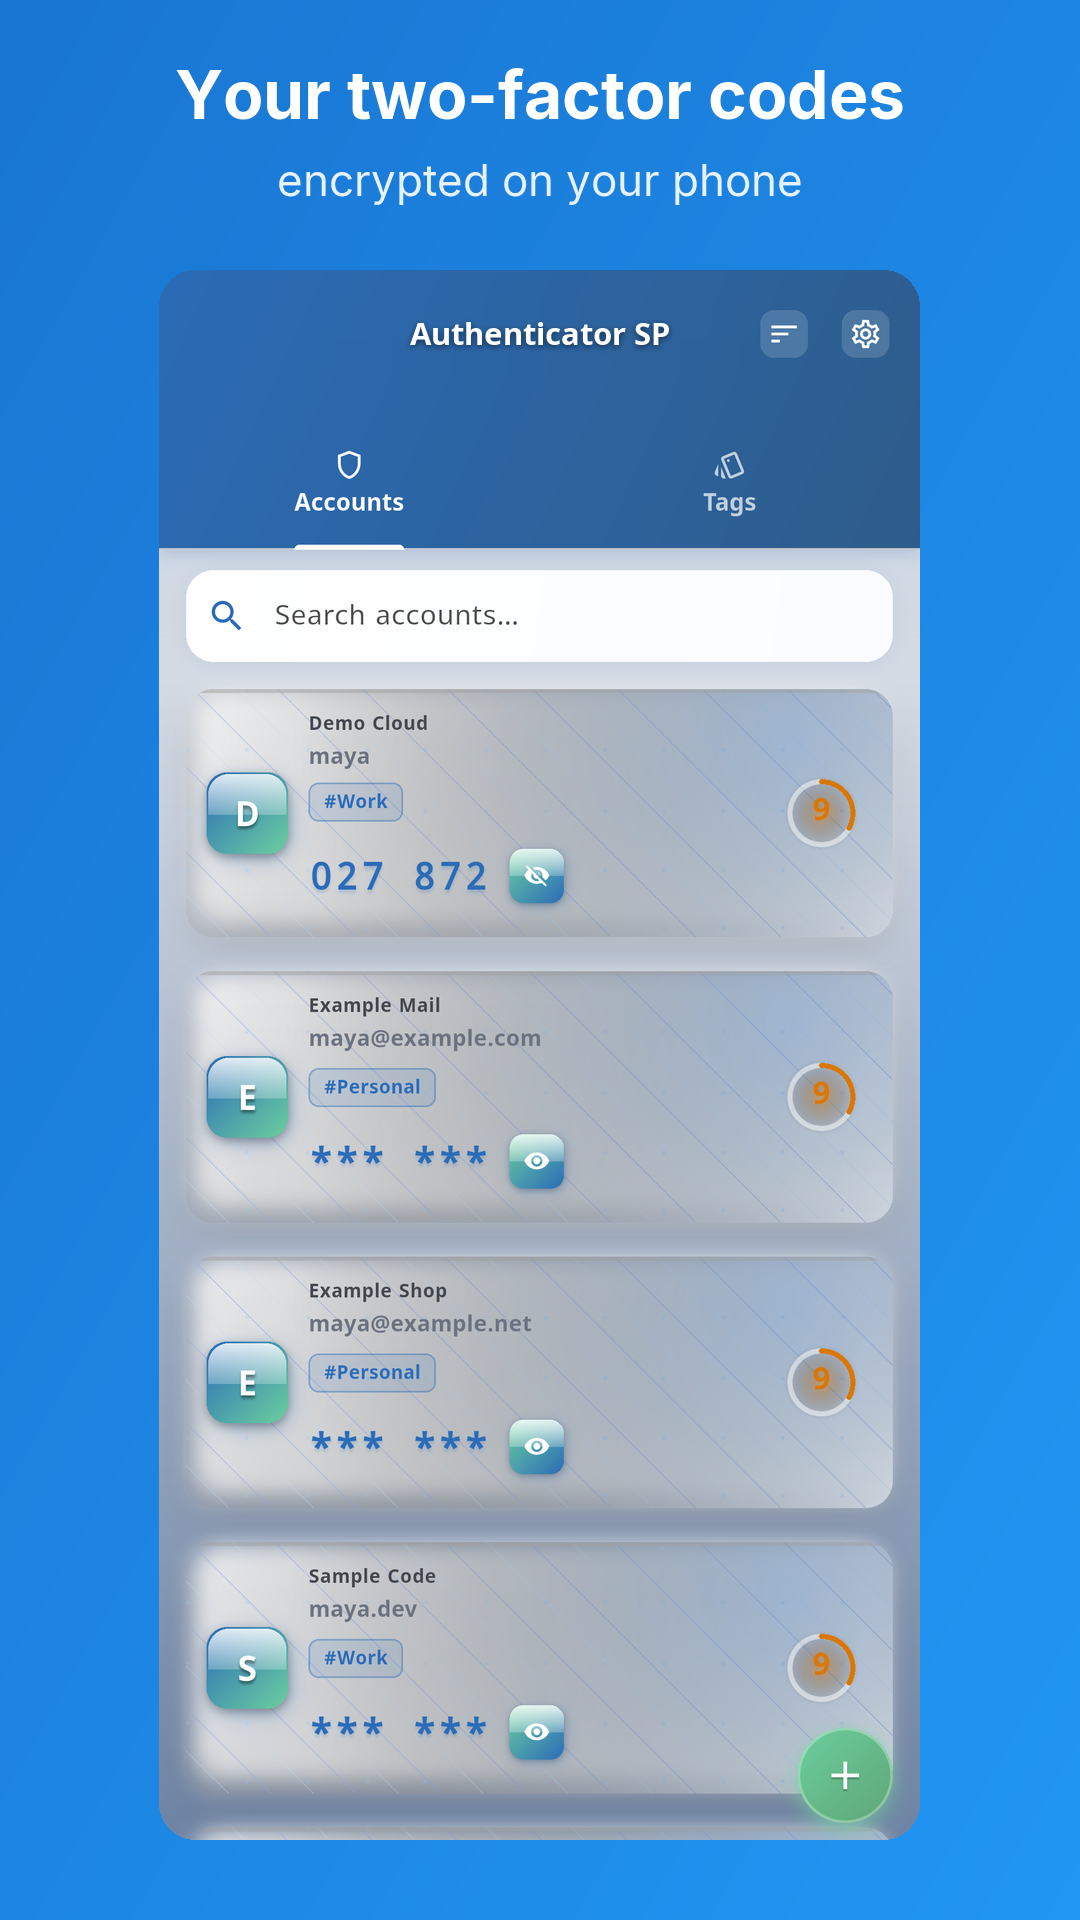 Your two-factor codes
encrypted on your phone
Authenticator SP
Accounts
Tags
Search accounts...
Demo Cloud
maya
#Work
D
027 872
9
Example Mail
maya@example.com
#Personal
E
*** ***
9
Example Shop
maya@example.net
#Personal
E
*** ***
9
Sample Code
maya.dev
#Work
S
*** ***
9